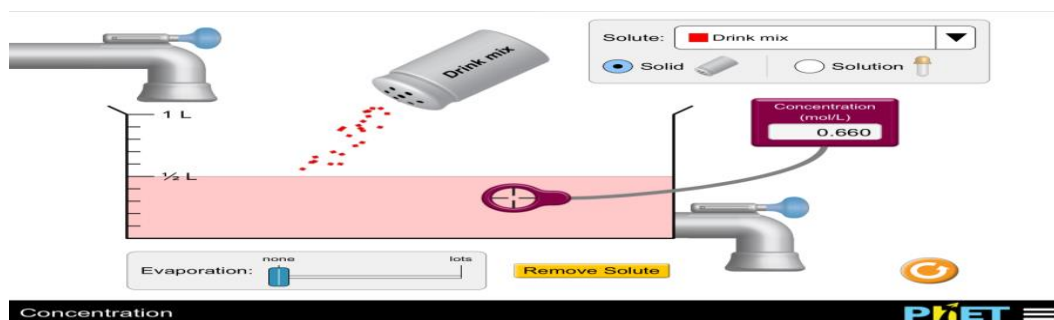 Solute: Drink mix
Solid Solution
Drink mix
1 L
½ L
Concentration
(mol/L)
0.660
none lots
Evaporation:
Remove Solute
Concentration
PhET